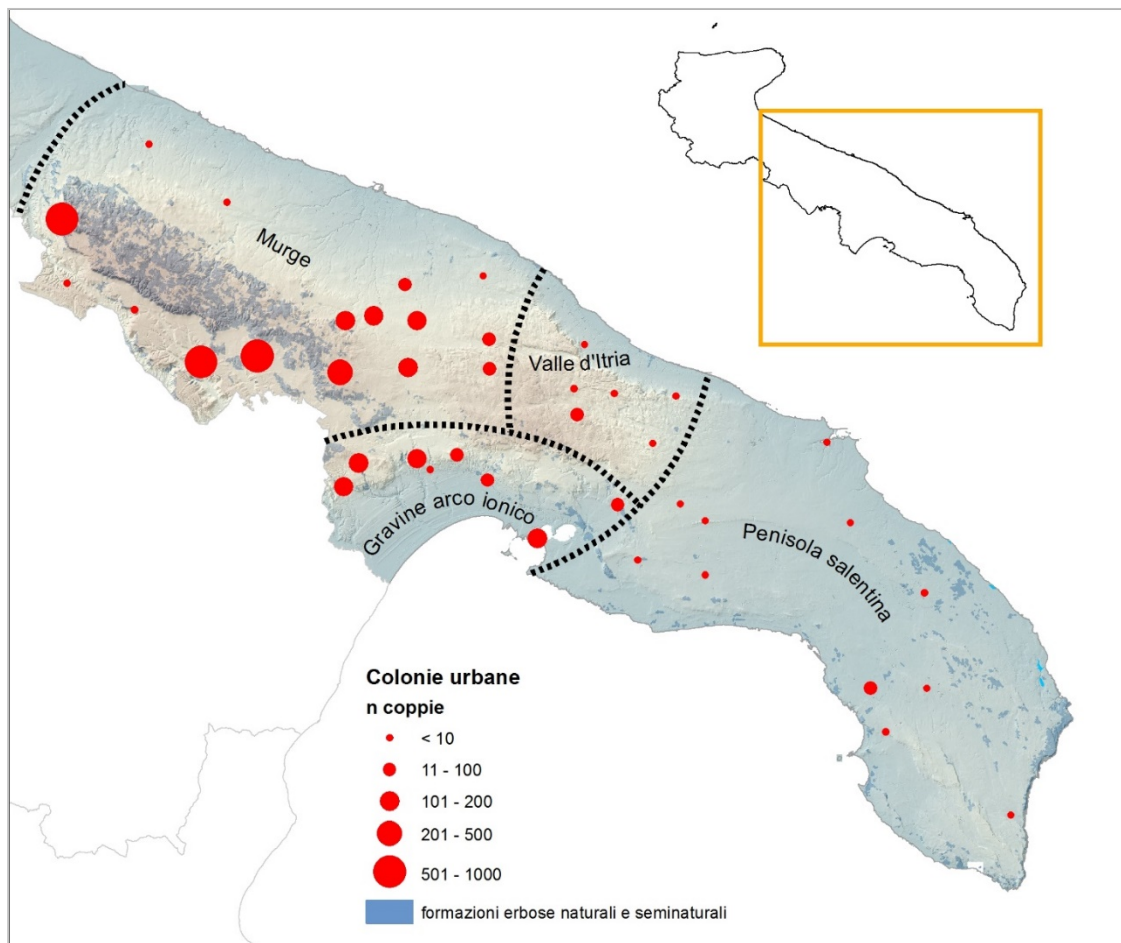 Murge
Valle d'Itria
Gravine arco ionico
Penisola salentina
Colonie urbane
n coppie
< 10
11 - 100
101 - 200
201 - 500
501 - 1000
formazioni erbose naturali e seminaturali